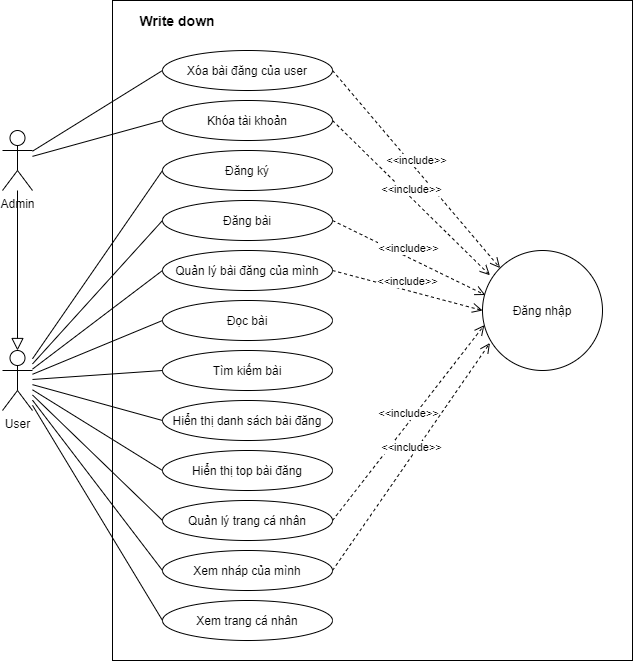 Write down
Xóa bài đăng của user
Khóa tài khoản
<<include>>
Đăng ký
<<include>>
Admin
Đăng bài
<<include>>
Quản lý bài đăng của mình
<<include>>
Đăng nhập
Đọc bài
Tìm kiếm bài
User
Hiển thị danh sách bài đăng
<<include>>
<<include>>
Hiển thị top bài đăng
Quản lý trang cá nhân
Xem nháp của mình
Xem trang cá nhân